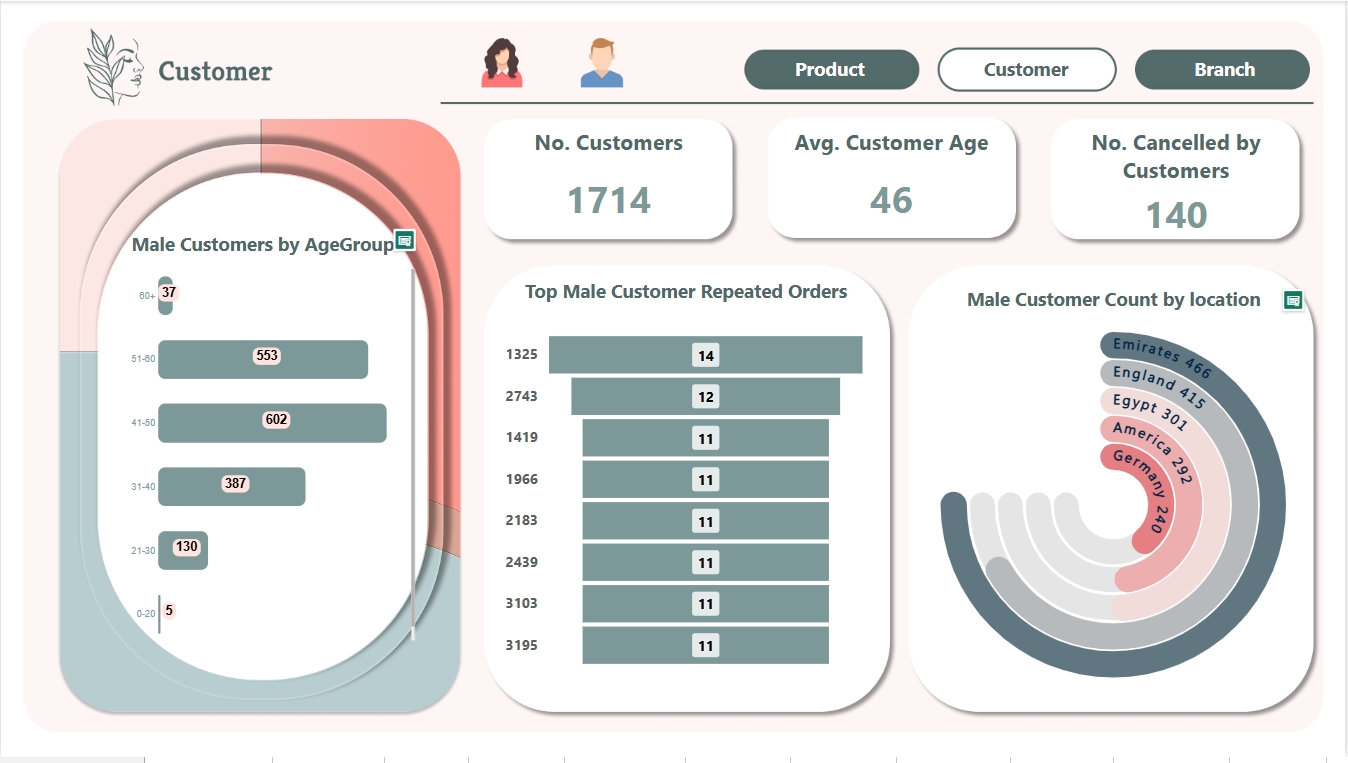 Customer
Product
Customer
Branch
No. Customers
1714
Avg. Customer Age
46
No. Cancelled by
Customers
140
Male Customers by AgeGroup
60+
37
51-60
553
41-50
602
31-40
387
21-30
130
0-20
5
Top Male Customer Repeated Orders
1325
14
2743
12
1419
11
1966
11
2183
11
2439
11
3103
11
3195
11
Male Customer Count by location
Emirates 466
England 415
Egypt 301
America 292
Germany 240